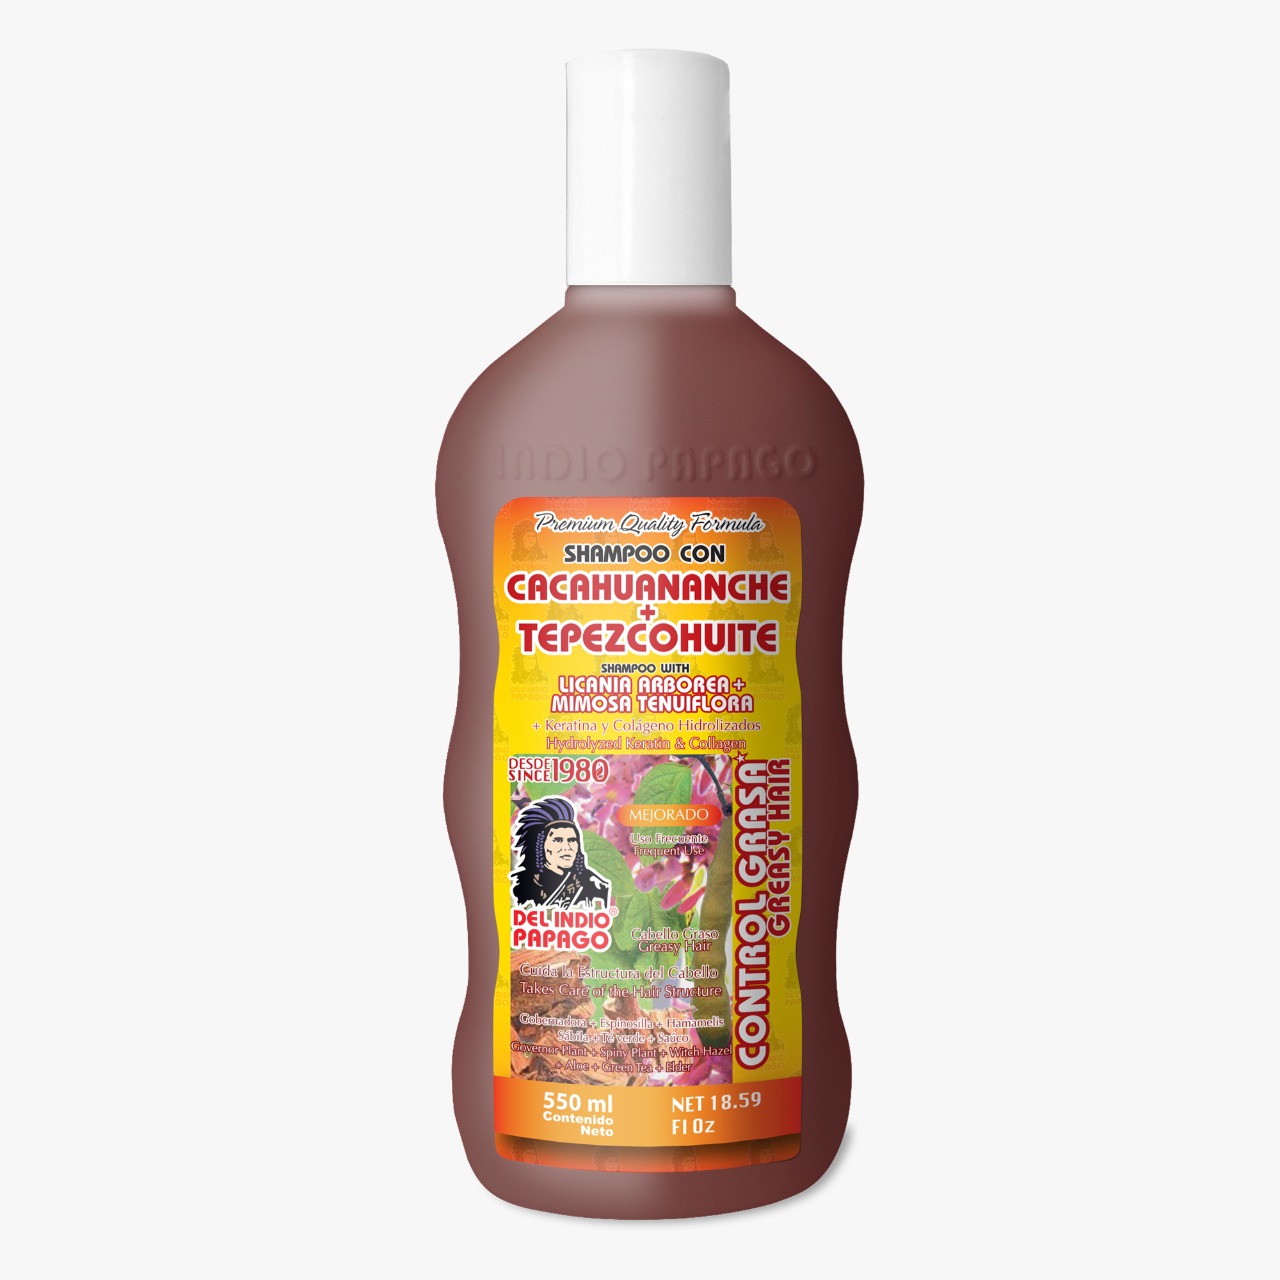 INDIO PAPAGO
Premium Quality Formula
SHAMPOO CON
CACAHUANANCHE
+
TEPEZCOHUITE
SHAMPOO WITH
LICANIA ARBOREA +
MIMOSA TENUIFLORA
+ Keratina y Colágeno Hidrolizados
Hydrolyzed Keratin & Collagen
DESDE
SINCE 1980
MEJORADO
Uso Frecuente
Frequent Use
DEL INDIO
PAPAGO®
Cabello Graso
Greasy Hair
Cuida la Estructura del Cabello
Takes Care of the Hair Structure
Gobernadora + Espinosilla + Hamamelis
Sábila + Té verde + Saúco
Governor Plant + Spiny Plant + Witch Hazel
+ Aloe + Green Tea + Elder
CONTROL GRASA
GREASY HAIR
550 ml
Contenido
Neto
NET 18.59
Fl Oz